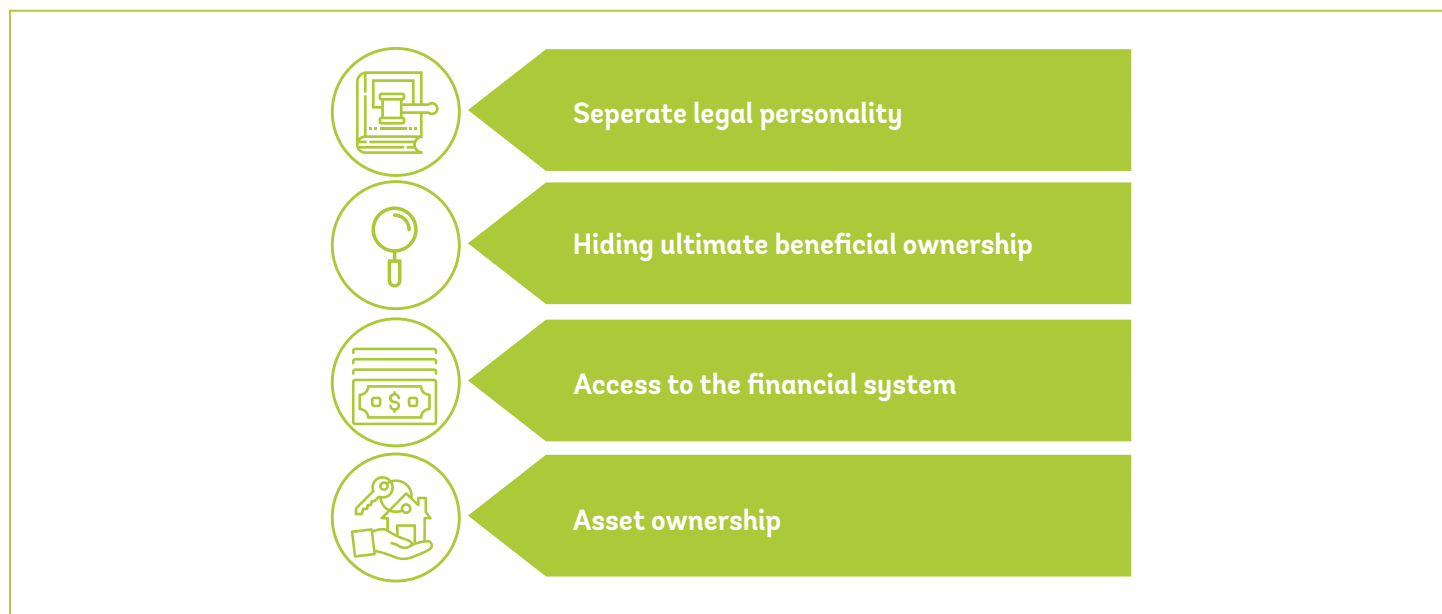 Seperate legal personality
Hiding ultimate beneficial ownership
Access to the financial system
$
Asset ownership